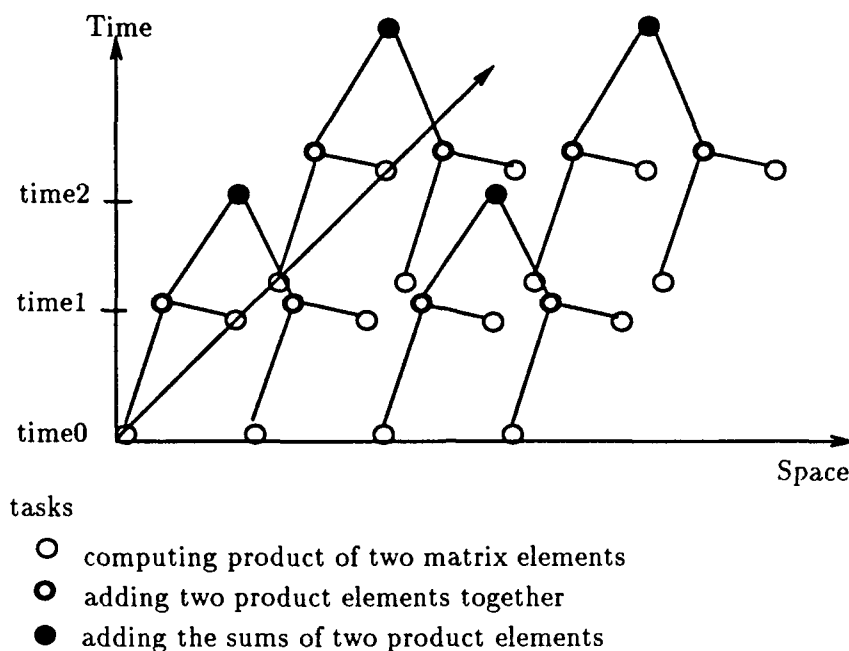 Time
time2
time1
time0
Space
tasks
computing product of two matrix elements
adding two product elements together
adding the sums of two product elements